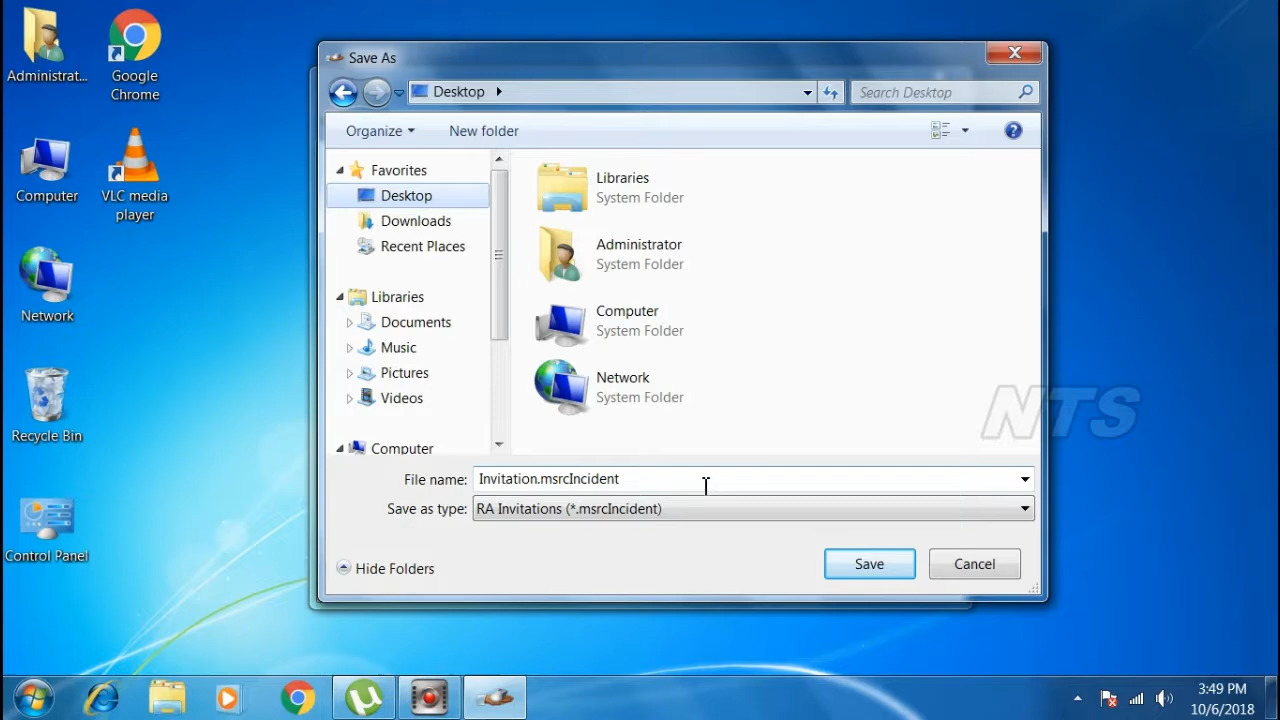 Administrat...
Google
Chrome
Computer
VLC media
player
Network
Recycle Bin
Control Panel
Save As
Desktop
Search Desktop
Organize
New folder
Favorites
Desktop
Downloads
Recent Places
Libraries
Documents
Music
Pictures
Videos
Computer
Libraries
System Folder
Administrator
System Folder
Computer
System Folder
Network
System Folder
File name: Invitation.msrcIncident
Save as type: RA Invitations (*.msrcIncident)
Hide Folders
Save
Cancel
NTS
3:49 PM
10/6/2018